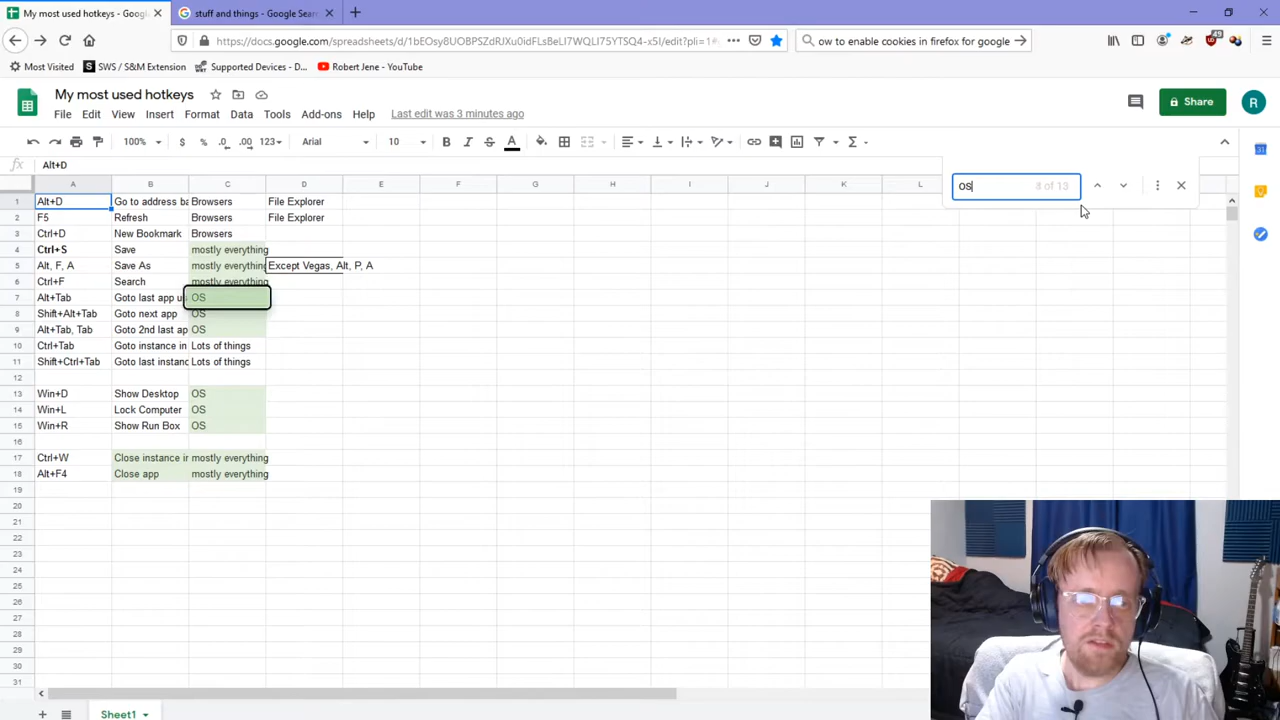 My most used hotkeys - Google
stuff and things - Google Sear
https://docs.google.com/spreadsheets/d/1bEOsy8UOBPSZdRJXu0idFLsBeLI7WQLI75YTSQ4-x5I/edit?pli=1
ow to enable cookies in firefox for google
49
Most Visited
SWS / S&M Extension
Supported Devices - D...
Robert Jene - YouTube
My most used hotkeys
Share
R
File Edit View Insert Format Data Tools Add-ons Help Last edit was 3 minutes ago
100% $ % .0 .00 123 Arial 10 B I S A
fx Alt+D
os 3 of 13
A B C D E F G H I J K L
1 Alt+D Go to address ba Browsers File Explorer
2 F5 Refresh Browsers File Explorer
3 Ctrl+D New Bookmark Browsers
4 Ctrl+S Save mostly everything
5 Alt, F, A Save As mostly everything Except Vegas, Alt, P, A
6 Ctrl+F Search mostly everything
7 Alt+Tab Goto last app u OS
8 Shift+Alt+Tab Goto next app OS
9 Alt+Tab, Tab Goto 2nd last ap OS
10 Ctrl+Tab Goto instance in Lots of things
11 Shift+Ctrl+Tab Goto last instanc Lots of things
12
13 Win+D Show Desktop OS
14 Win+L Lock Computer OS
15 Win+R Show Run Box OS
16
17 Ctrl+W Close instance in mostly everything
18 Alt+F4 Close app mostly everything
19
20
21
22
23
24
25
26
27
28
29
30
31
Sheet1